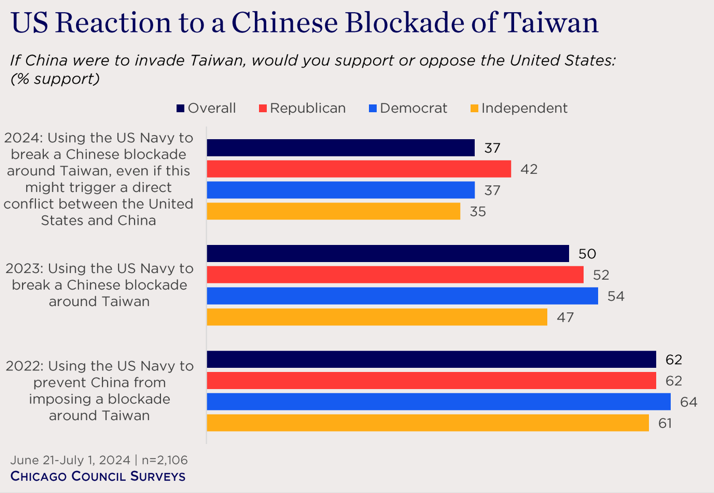 US Reaction to a Chinese Blockade of Taiwan
If China were to invade Taiwan, would you support or oppose the United States:
(% support)
Overall Republican Democrat Independent
2024: Using the US Navy to
break a Chinese blockade
around Taiwan, even if this
might trigger a direct
conflict between the United
States and China
37
42
37
35
2023: Using the US Navy to
break a Chinese blockade
around Taiwan
50
52
54
47
2022: Using the US Navy to
prevent China from
imposing a blockade
around Taiwan
62
62
64
61
June 21-July 1, 2024 | n=2,106
CHICAGO COUNCIL SURVEYS